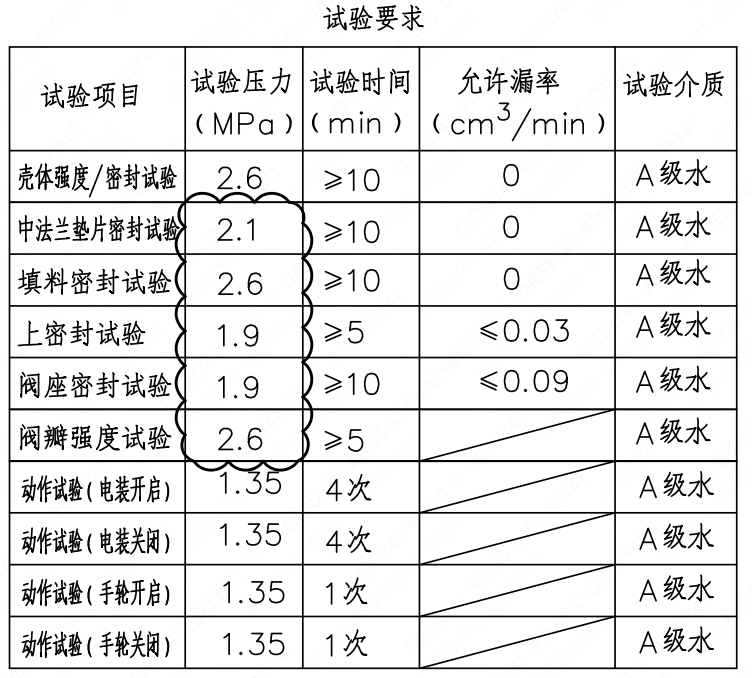 试验要求
试验项目 试验压力(MPa) 试验时间(min) 允许漏率(cm³/min) 试验介质
壳体强度/密封试验 2.6 ≥10 0 A级水
中法兰垫片密封试验 2.1 ≥10 0 A级水
填料密封试验 2.6 ≥10 0 A级水
上密封试验 1.9 ≥5 ≤0.03 A级水
阀座密封试验 1.9 ≥10 ≤0.09 A级水
阀瓣强度试验 2.6 ≥5 A级水
动作试验(电装开启) 1.35 4次 A级水
动作试验(电装关闭) 1.35 4次 A级水
动作试验(手轮开启) 1.35 1次 A级水
动作试验(手轮关闭) 1.35 1次 A级水